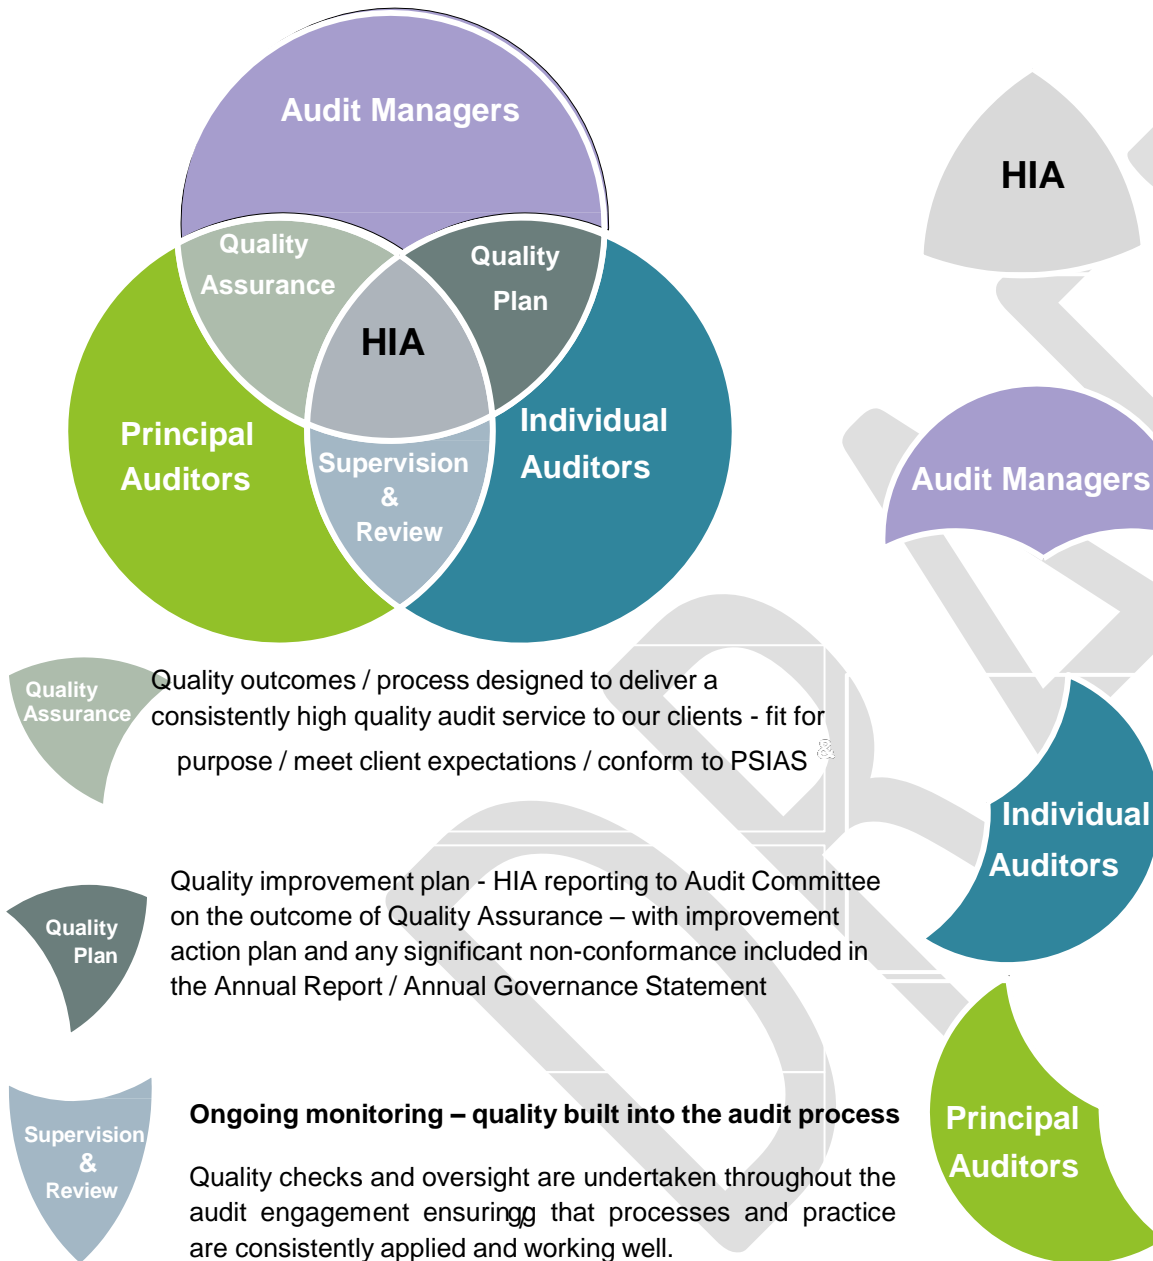 Audit Managers
Quality
Assurance
Quality
Plan
HIA
Principal
Auditors
Individual
Auditors
Supervision
&
Review
HIA
Audit Managers
Individual
Auditors
Principal
Auditors
Quality
Assurance
Quality outcomes / process designed to deliver a
consistently high quality audit service to our clients - fit for
purpose / meet client expectations / conform to PSIAS &
Quality
Plan
Quality improvement plan - HIA reporting to Audit Committee
on the outcome of Quality Assurance – with improvement
action plan and any significant non-conformance included in
the Annual Report / Annual Governance Statement
Supervision
&
Review
Ongoing monitoring – quality built into the audit process
Quality checks and oversight are undertaken throughout the
audit engagement ensuring that processes and practice
are consistently applied and working well.
DRA